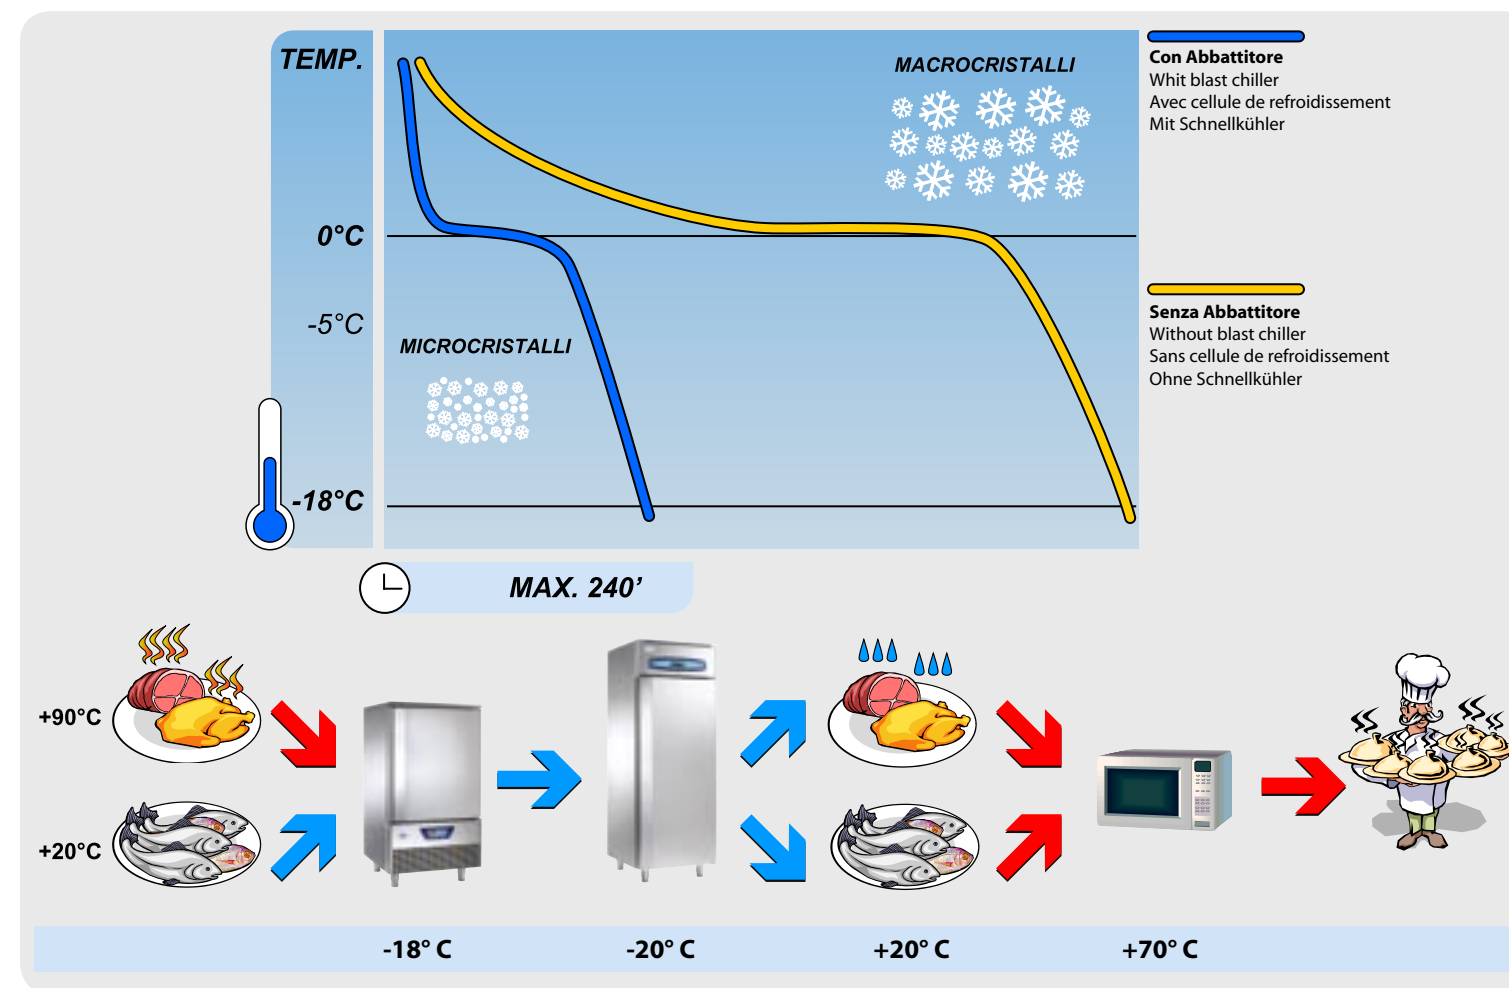 TEMP.
MACROCRISTALLI
0°C
-5°C
MICROCRISTALLI
-18°C
Con Abbattitore
Whit blast chiller
Avec cellule de refroidissement
Mit Schnellkühler
Senza Abbattitore
Without blast chiller
Sans cellule de refroidissement
Ohne Schnellkühler
MAX. 240’
+90°C
+20°C
-18° C
-20° C
+20° C
+70° C